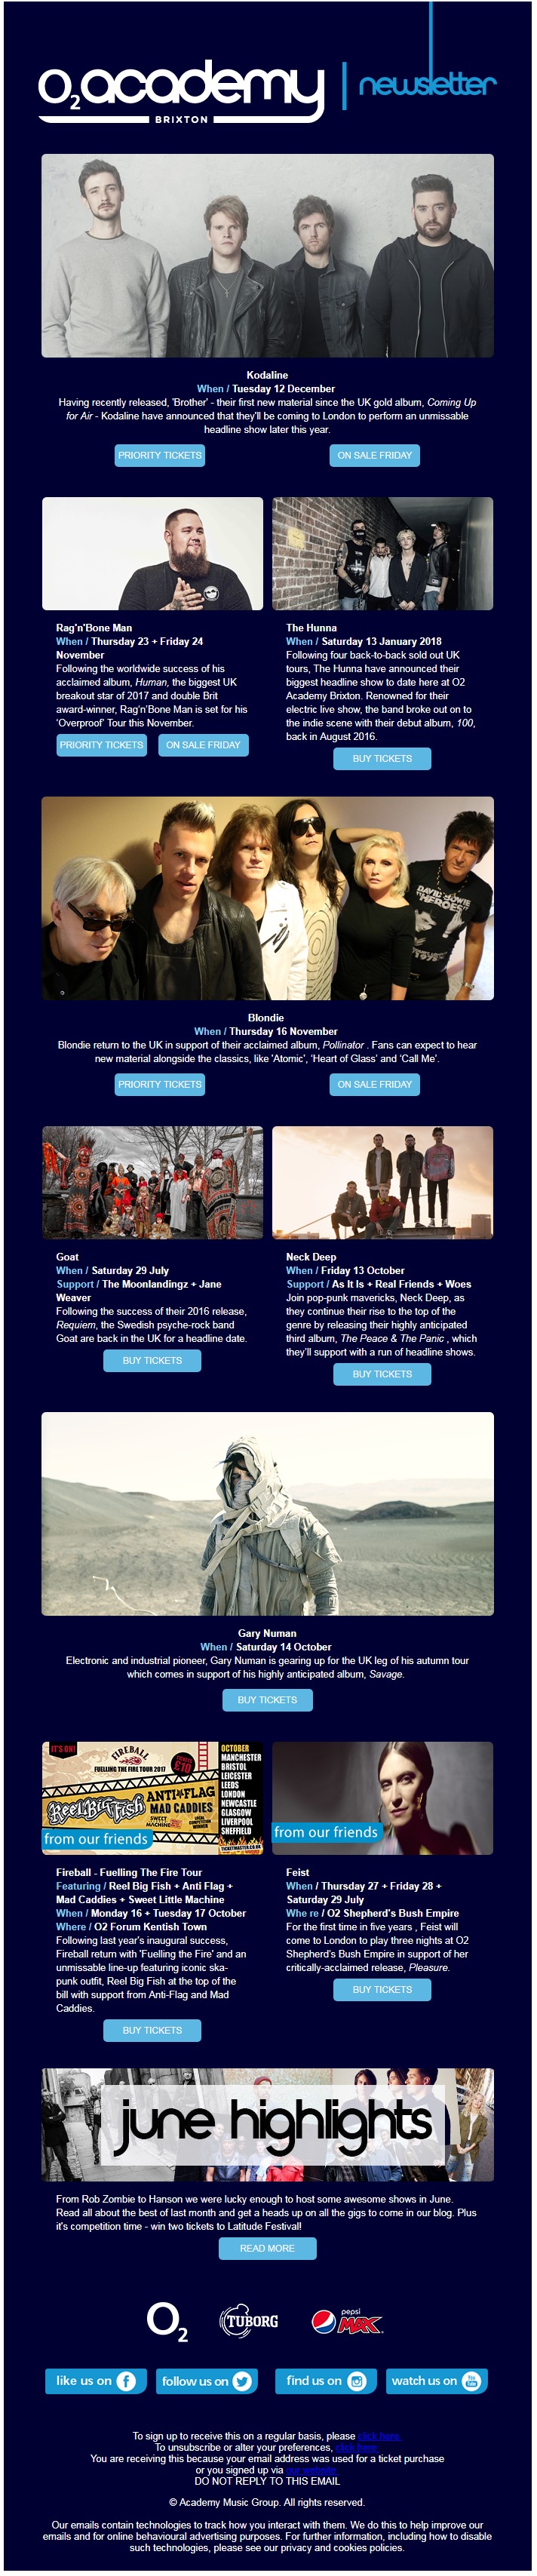 O2 academy
BRIXTON
newsletter
Kodaline
When / Tuesday 12 December
Having recently released, 'Brother' - their first new material since the UK gold album, Coming Up
for Air - Kodaline have announced that they'll be coming to London to perform an unmissable
headline show later this year.
PRIORITY TICKETS
ON SALE FRIDAY
Rag'n'Bone Man
When / Thursday 23 + Friday 24
November
Following the worldwide success of his
acclaimed album, Human, the biggest UK
breakout star of 2017 and double Brit
award-winner, Rag'n'Bone Man is set for his
'Overproof' Tour this November.
PRIORITY TICKETS
ON SALE FRIDAY
The Hunna
When / Saturday 13 January 2018
Following four back-to-back sold out UK
tours, The Hunna have announced their
biggest headline show to date here at O2
Academy Brixton. Renowned for their
electric live show, the band broke out on to
the indie scene with their debut album, 100,
back in August 2016.
BUY TICKETS
DAVID BOWIE
"HEROES"
Blondie
When / Thursday 16 November
Blondie return to the UK in support of their acclaimed album, Pollinator . Fans can expect to hear
new material alongside the classics, like 'Atomic', 'Heart of Glass' and 'Call Me'.
PRIORITY TICKETS
ON SALE FRIDAY
Goat
When / Saturday 29 July
Support / The Moonlandingz + Jane
Weaver
Following the success of their 2016 release,
Requiem, the Swedish psyche-rock band
Goat are back in the UK for a headline date.
BUY TICKETS
Neck Deep
When / Friday 13 October
Support / As It Is + Real Friends + Woes
Join pop-punk mavericks, Neck Deep, as
they continue their rise to the top of the
genre by releasing their highly anticipated
third album, The Peace & The Panic , which
they'll support with a run of headline shows.
BUY TICKETS
Gary Numan
When / Saturday 14 October
Electronic and industrial pioneer, Gary Numan is gearing up for the UK leg of his autumn tour
which comes in support of his highly anticipated album, Savage.
BUY TICKETS
IT'S ON!
FIREBALL
FUELLING THE FIRE TOUR 2017
TICKETS
£10
REEL BIG FISH
ANTI-FLAG
MAD CADDIES
SWEET
LITTLE
MACHINE
LOCAL
COMPETITION
WINNER
OCTOBER
MANCHESTER
BRISTOL
LEICESTER
LEEDS
LONDON
NEWCASTLE
GLASGOW
LIVERPOOL
SHEFFIELD
TICKETMASTER.CO.UK
from our friends
from our friends
Fireball - Fuelling The Fire Tour
Featuring / Reel Big Fish + Anti Flag +
Mad Caddies + Sweet Little Machine
When / Monday 16 + Tuesday 17 October
Where / O2 Forum Kentish Town
Following last year's inaugural success,
Fireball return with 'Fuelling the Fire' and an
unmissable line-up featuring iconic ska-
punk outfit, Reel Big Fish at the top of the
bill with support from Anti-Flag and Mad
Caddies.
BUY TICKETS
Feist
When / Thursday 27 + Friday 28 +
Saturday 29 July
Whe re / O2 Shepherd's Bush Empire
For the first time in five years , Feist will
come to London to play three nights at O2
Shepherd's Bush Empire in support of her
critically-acclaimed release, Pleasure.
BUY TICKETS
june highlights
From Rob Zombie to Hanson we were lucky enough to host some awesome shows in June.
Read all about the best of last month and get a heads up on all the gigs to come in our blog. Plus
it's competition time - win two tickets to Latitude Festival!
READ MORE
O2
TUBORG
pepsi
MAX
like us on
follow us on
find us on
watch us on
You
Tube
To sign up to receive this on a regular basis, please click here.
To unsubscribe or alter your preferences, click here.
You are receiving this because your email address was used for a ticket purchase
or you signed up via our website.
DO NOT REPLY TO THIS EMAIL
© Academy Music Group. All rights reserved.
Our emails contain technologies to track how you interact with them. We do this to help improve our
emails and for online behavioural advertising purposes. For further information, including how to disable
such technologies, please see our privacy and cookies policies.